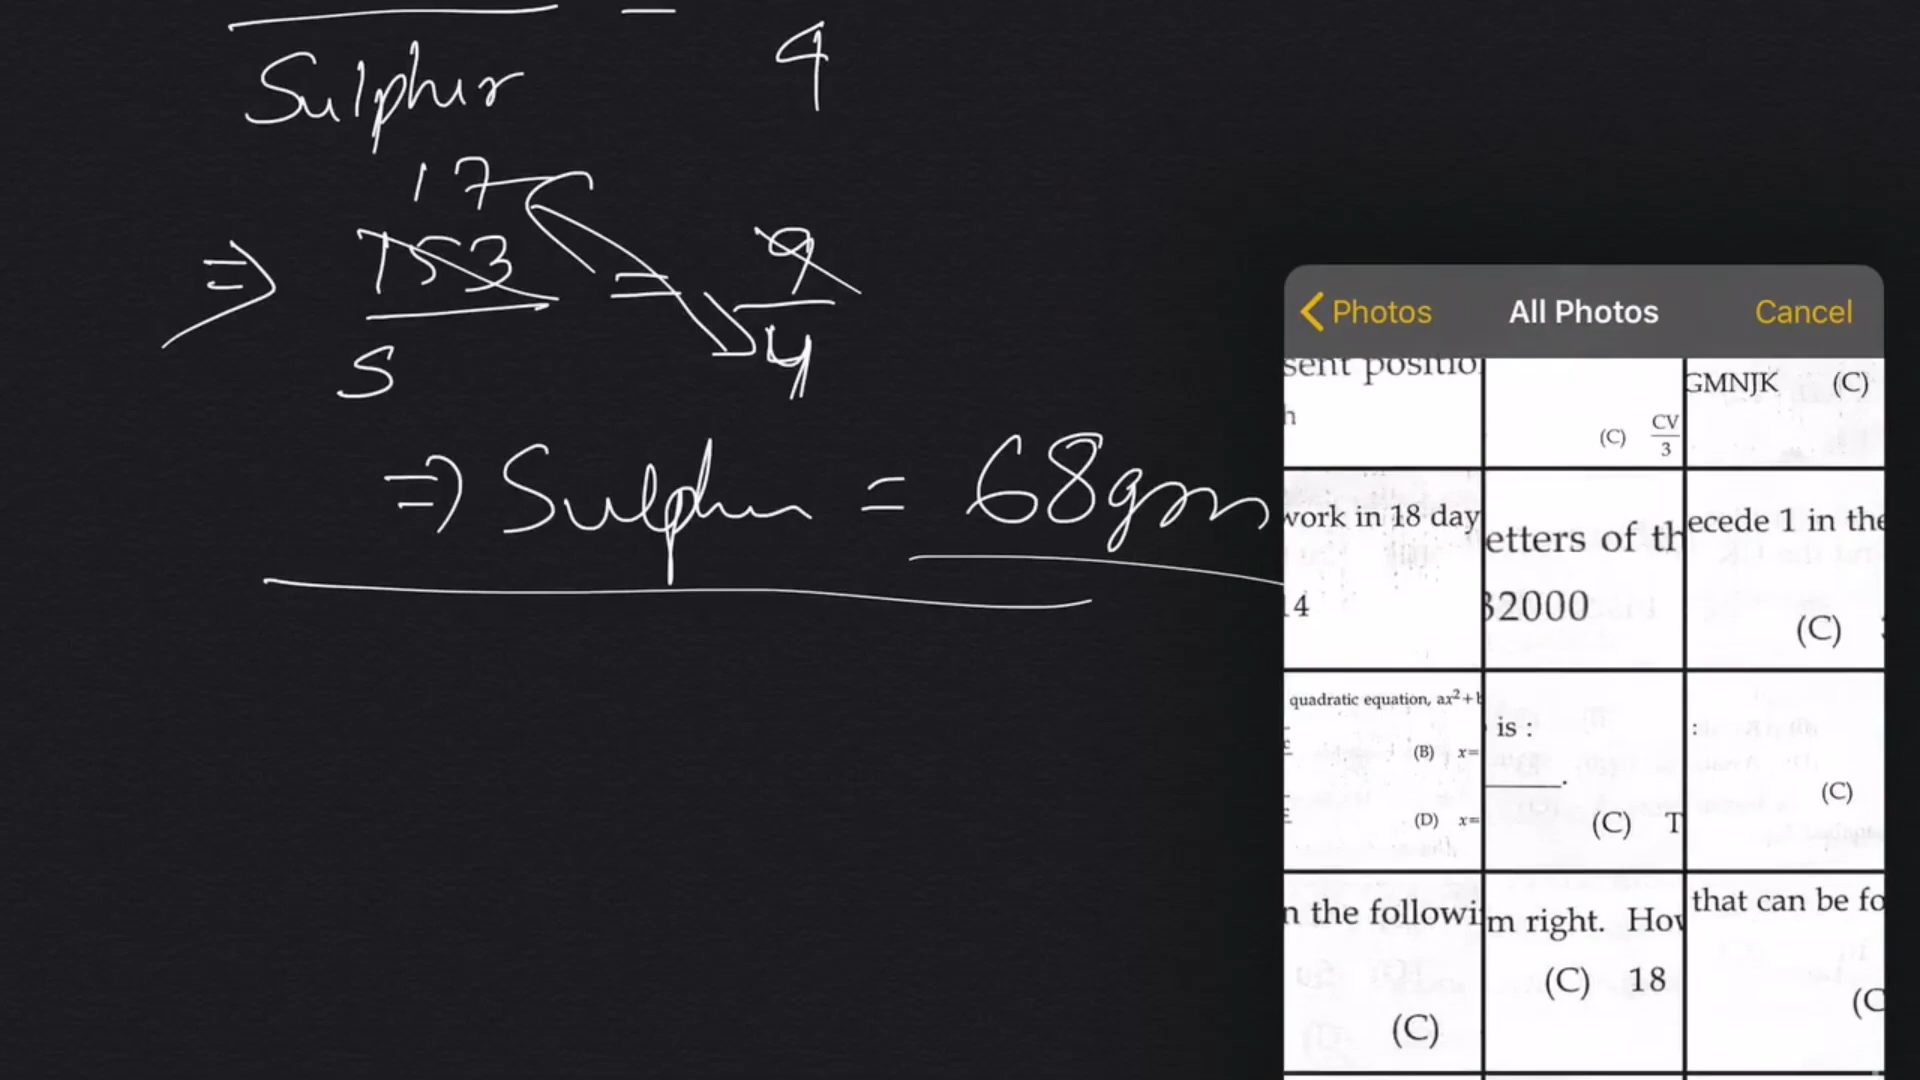 Sulphur 4
17
⇒ 153 = 9
S 4
⇒ Sulphur = 68gm
Photos All Photos Cancel
sent positio
h
(C) CV
3
GMNJK (C)
work in 18 day
14
etters of th
32000
ecede 1 in the
(C)
quadratic equation, ax²+b
(B) x=
(D) x=
is :
(C) T
:
(C)
n the followi
(C)
m right. How
(C) 18
that can be fo
(C